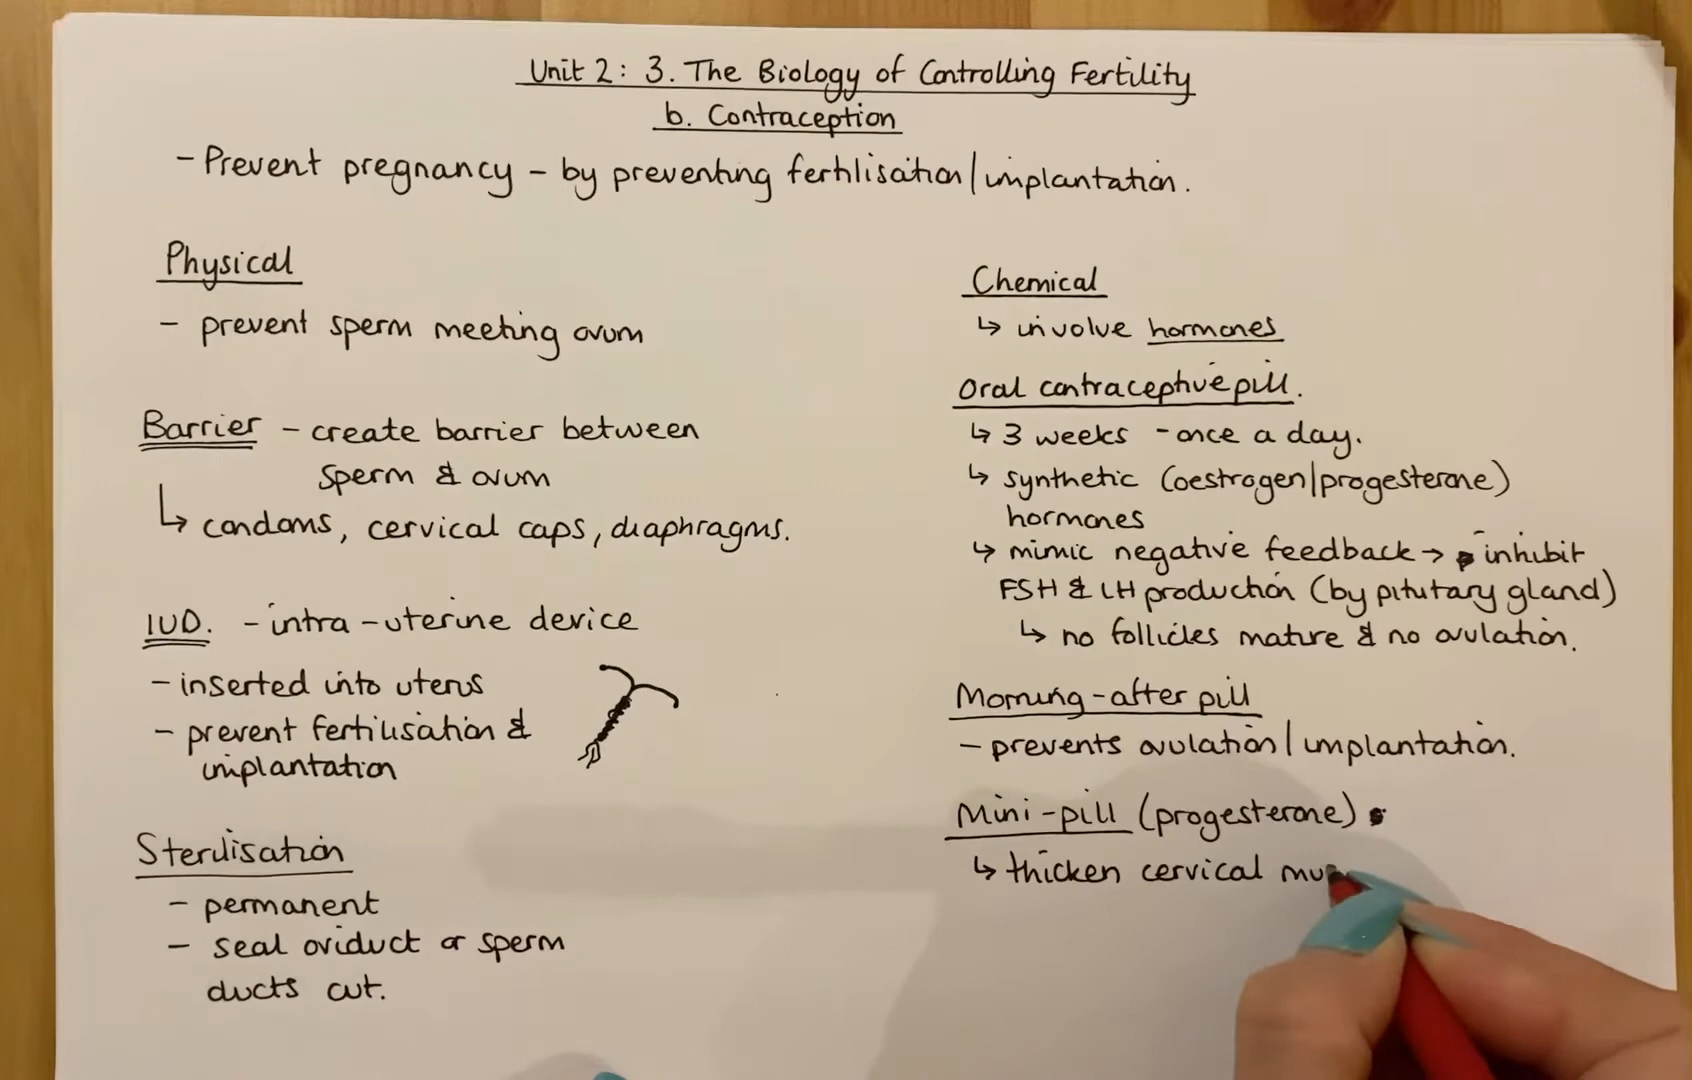 Unit 2: 3. The Biology of Controlling Fertility
b. Contraception
- Prevent pregnancy - by preventing fertilisation/implantation.
Physical
- prevent sperm meeting ovum
Barrier - create barrier between
sperm & ovum
↳ condoms, cervical caps, diaphragms.
IUD. - intra-uterine device
- inserted into uterus
- prevent fertilisation &
implantation
Sterilisation
- permanent
- seal oviduct or sperm
ducts cut.
Chemical
↳ involve hormones
Oral contraceptive pill.
↳ 3 weeks - once a day.
↳ synthetic (oestrogen/progesterone)
hormones
↳ mimic negative feedback → inhibit
FSH & LH production (by pitutary gland)
↳ no follicles mature & no ovulation.
Morning-after pill
- prevents ovulation/implantation.
Mini-pill (progesterone)
↳ thicken cervical mu